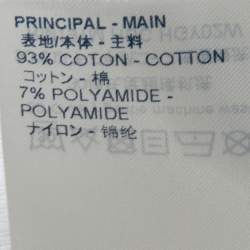 PRINCIPAL - MAIN
表地/本体 - 主料
93% COTON - COTTON
コットン - 棉
7% POLYAMIDE -
POLYAMIDE
ナイロン - 锦纶